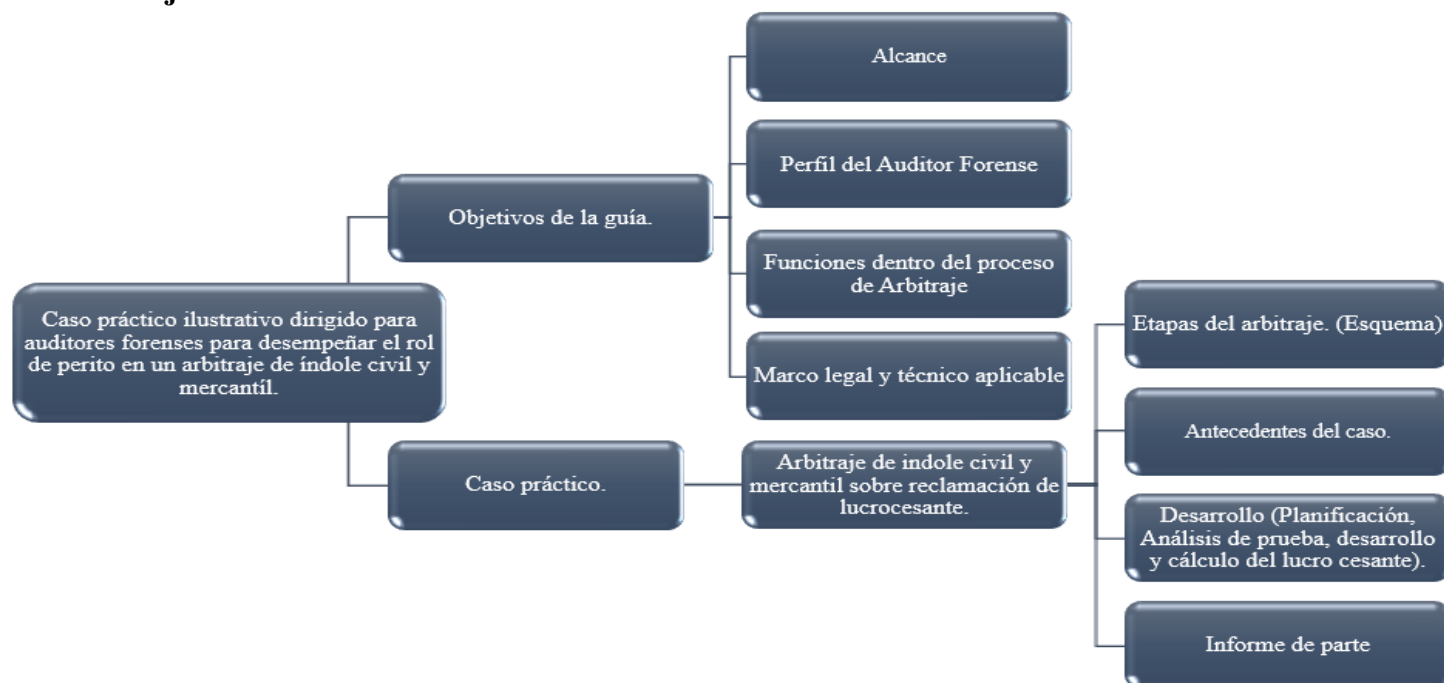 Caso práctico ilustrativo dirigido para
auditores forenses para desempeñar el rol
de perito en un arbitraje de índole civil y
mercantíl.
Objetivos de la guía.
Alcance
Perfil del Auditor Forense
Funciones dentro del proceso
de Arbitraje
Marco legal y técnico aplicable
Caso práctico.
Arbitraje de indole civil y
mercantil sobre reclamación de
lucrocesante.
Etapas del arbitraje. (Esquema)
Antecedentes del caso.
Desarrollo (Planificación,
Análisis de prueba, desarrollo
y cálculo del lucro cesante).
Informe de parte